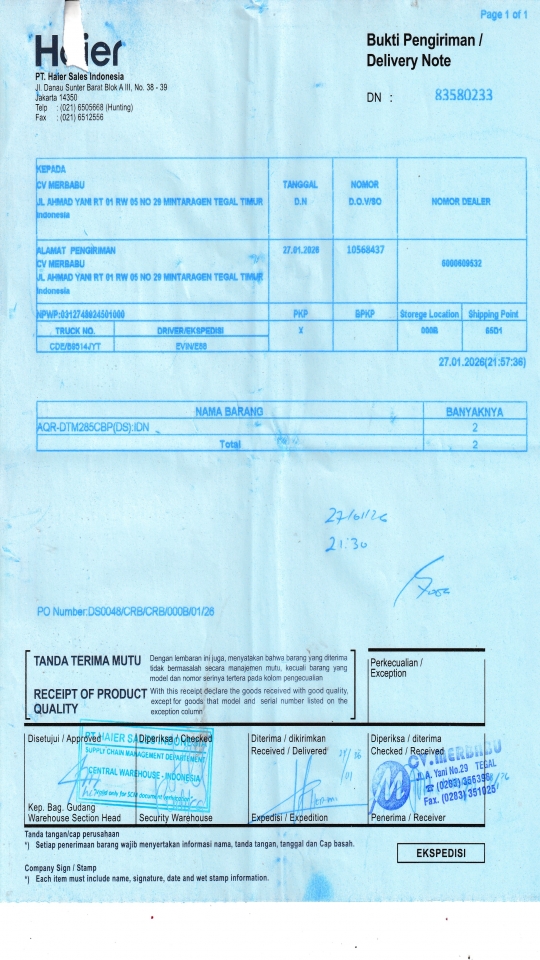 Page 1 of 1
Haier
Bukti Pengiriman /
Delivery Note
PT. Haier Sales Indonesia
Jl. Danau Sunter Barat Blok A III, No. 38 - 39
Jakarta 14350
Telp : (021) 6505668 (Hunting)
Fax : (021) 6512556
DN : 83580233
KEPADA
CV MERBABU
JL AHMAD YANI RT 01 RW 05 NO 29 MINTARAGEN TEGAL TIMUR
Indonesia
TANGGAL
D.N
NOMOR
D.O.V/SO
NOMOR DEALER
ALAMAT PENGIRIMAN
CV MERBABU
JL AHMAD YANI RT 01 RW 05 NO 29 MINTARAGEN TEGAL TIMUR
Indonesia
27.01.2026
10568437
6000609532
NPWP:0312748924501000
PKP
SPKP
Storege Location
Shipping Point
TRUCK NO.
DRIVER/EKSPEDISI
X
000B
65D1
CDE/B9514JYT
27.01.2026(21:57:36)
NAMA BARANG
BANYAKNYA
AQR-DTM285CBP(DS):IDN
2
Total
2
27/01/26
21:30
PO Number:DS0048/CRB/CRB/000B/01/26
TANDA TERIMA MUTU
Dengan lembaran ini juga, menyatakan bahwa barang yang diterima
tidak bermasalah secara manajemen mutu, kecuali barang yang
model dan nomor serinya tertera pada kolom pengecualian
RECEIPT OF PRODUCT
QUALITY
With this receipt declare the goods received with good quality,
except for goods that model and serial number listed on the
exception column
Perkecualian /
Exception
Disetujui / Approved
Diperiksa / Checked
Diterima / dikirimkan
Received / Delivered
Diperiksa / diterima
Checked / Received
PT HAIER SALES INDONESIA
SUPPLY CHAIN MANAGEMENT DEPARTEMENT
CENTRAL WAREHOUSE - INDONESIA
CV. MERBABU
Jl. A. Yani No.29 TEGAL
Fax. (0283) 351025
Kep. Bag. Gudang
Warehouse Section Head
Security Warehouse
Expedisi / Expedition
Penerima / Receiver
Tanda tangan/cap perusahaan
*) Setiap penerimaan barang wajib menyertakan informasi nama, tanda tangan, tanggal dan Cap basah.
EKSPEDISI
Company Sign / Stamp
*) Each item must include name, signature, date and wet stamp information.